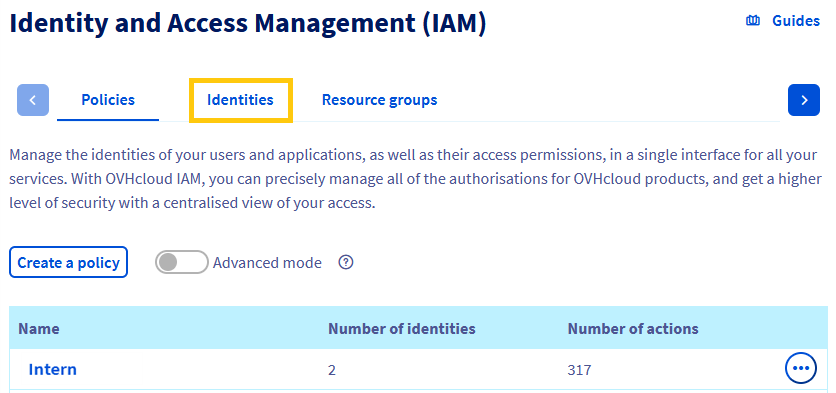 Identity and Access Management (IAM)
Guides
Policies
Identities
Resource groups
Manage the identities of your users and applications, as well as their access permissions, in a single interface for all your
services. With OVHcloud IAM, you can precisely manage all of the authorisations for OVHcloud products, and get a higher
level of security with a centralised view of your access.
Create a policy
Advanced mode ?
Name Number of identities Number of actions
Intern 2 317